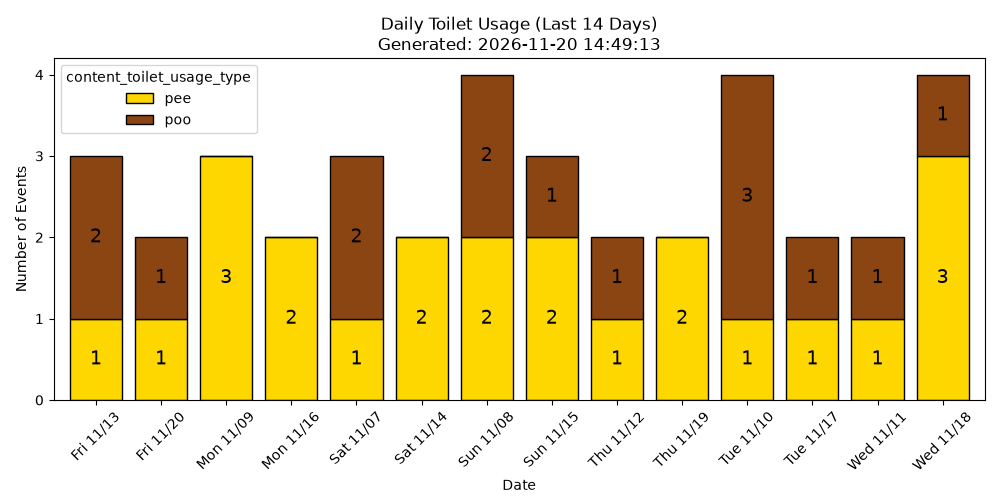 Daily Toilet Usage (Last 14 Days)
Generated: 2026-11-20 14:49:13
content_toilet_usage_type
pee
poo
Number of Events
4
3
2
1
0
2
1
1
1
3
2
2
1
2
2
2
1
2
1
1
2
3
1
1
1
1
1
1
3
Fri 11/13
Fri 11/20
Mon 11/09
Mon 11/16
Sat 11/07
Sat 11/14
Sun 11/08
Sun 11/15
Thu 11/12
Thu 11/19
Tue 11/10
Tue 11/17
Wed 11/11
Wed 11/18
Date